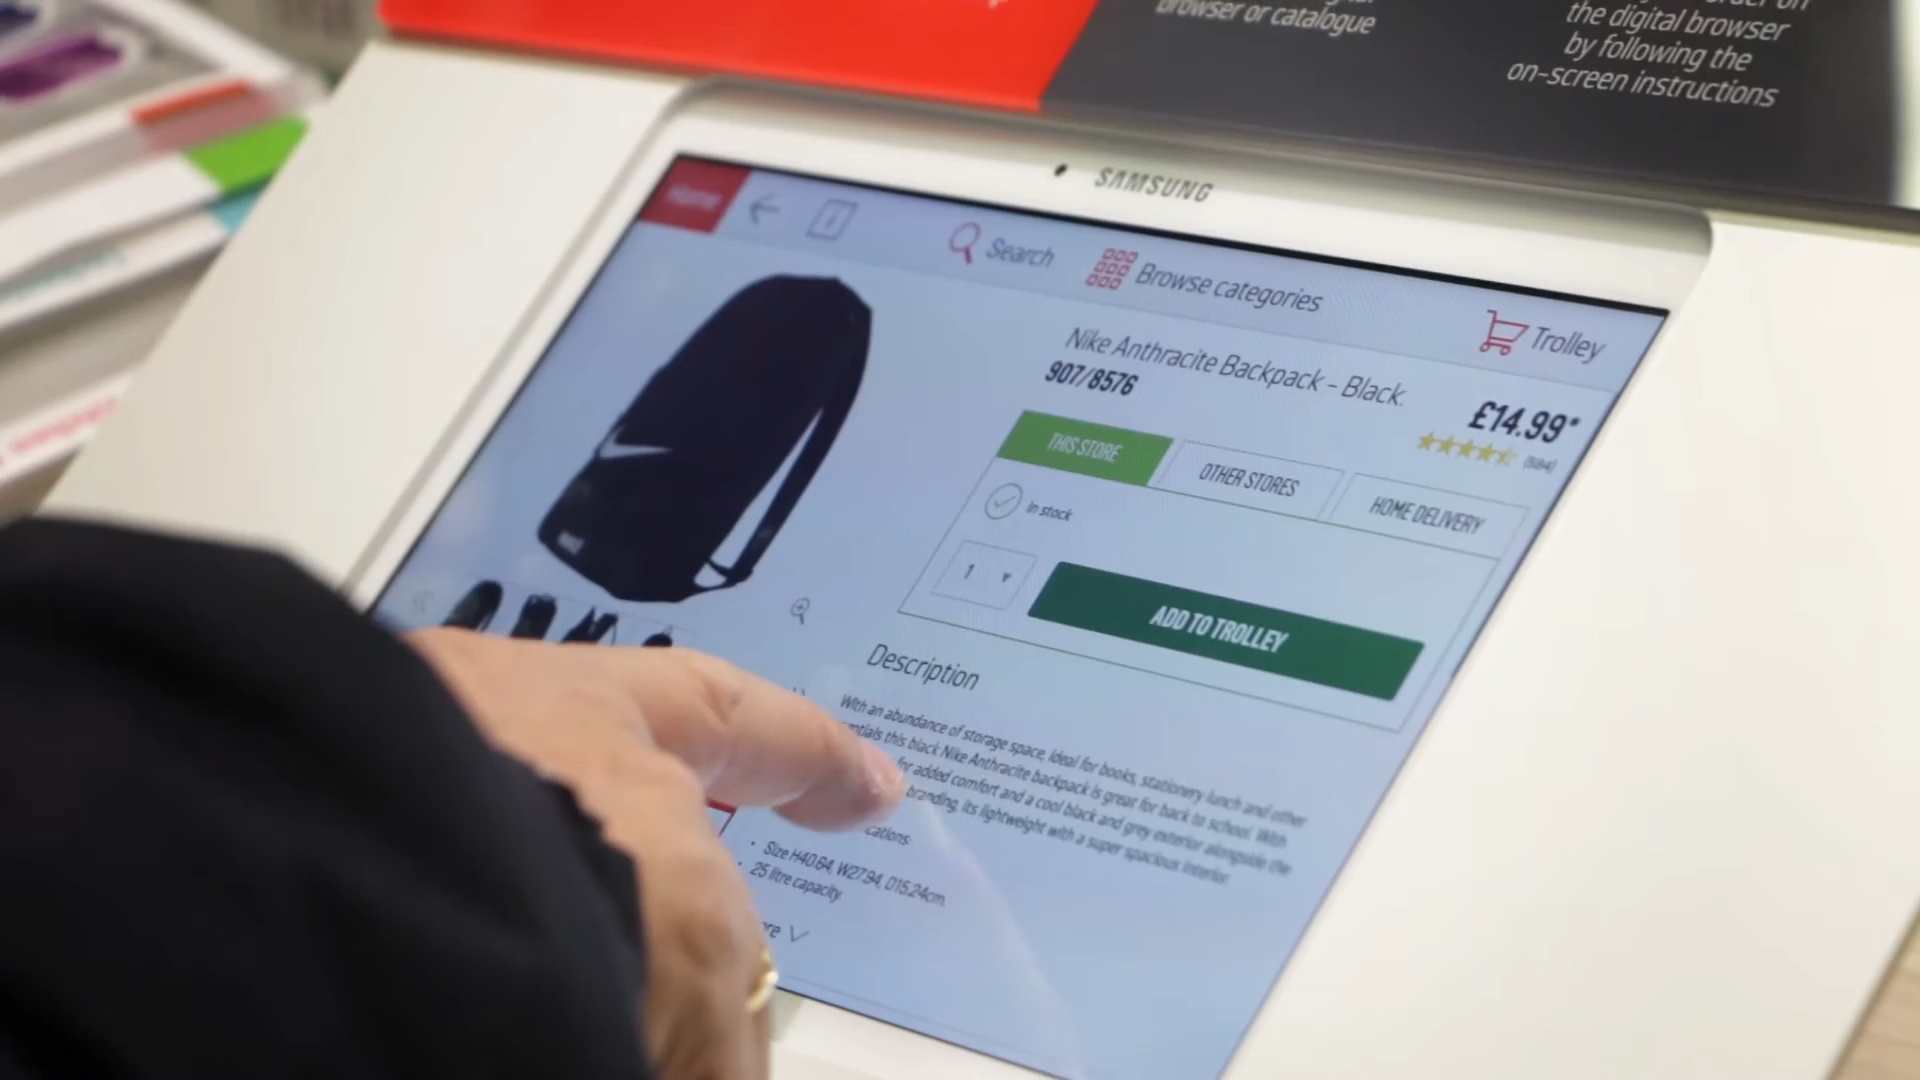 browser or catalogue
the digital browser
by following the
on-screen instructions
SAMSUNG
Home
Search
Browse categories
Trolley
Nike Anthracite Backpack - Black.
907/8576
£14.99*
(584)
THIS STORE
OTHER STORES
HOME DELIVERY
In stock
1
ADD TO TROLLEY
Description
With an abundance of storage space, ideal for books, stationery lunch and other
this black Nike Anthracite backpack is great for back to school. With
for added comfort and a cool black and grey exterior alongside the
branding, its lightweight with a super spacious interior.
• Size H40.64, W27.94, D15.24cm.
• 25 litre capacity.